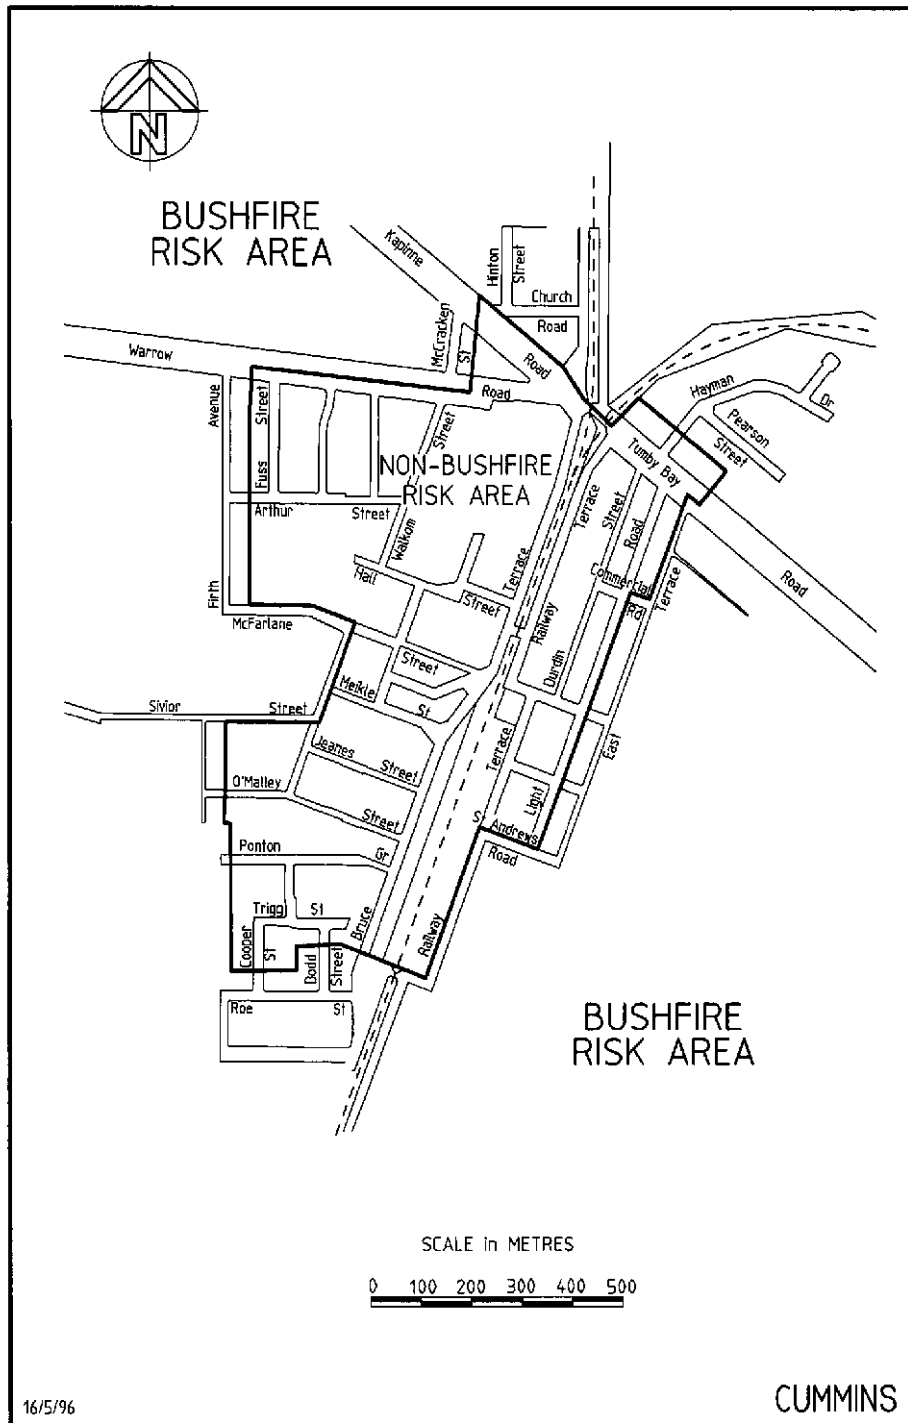 N
BUSHFIRE
RISK AREA
Kapinne
Road
Hinton
Street
Church
Road
McCracken
St
Warrow
Road
Hayman
Dr
Pearson
Street
Avenue
Firth
Fuss
Street
NON-BUSHFIRE
RISK AREA
Tumby Bay
Road
Arthur
Street
Street
Walkom
Terrace
Railway
Terrace
Street
Durdin
Road
Commercial
Rd
Terrace
East
Hall
Street
Terrace
McFarlane
Street
Meikle
St
Sivior
Street
Jeanes
Street
O'Malley
Street
Terrace
Light
St Andrews
Road
Ponton
Gr
Trigg
St
Cooper
St
Dodd
Street
Bruce
Railway
Roe
St
BUSHFIRE
RISK AREA
SCALE in METRES
0 100 200 300 400 500
16/5/96
CUMMINS